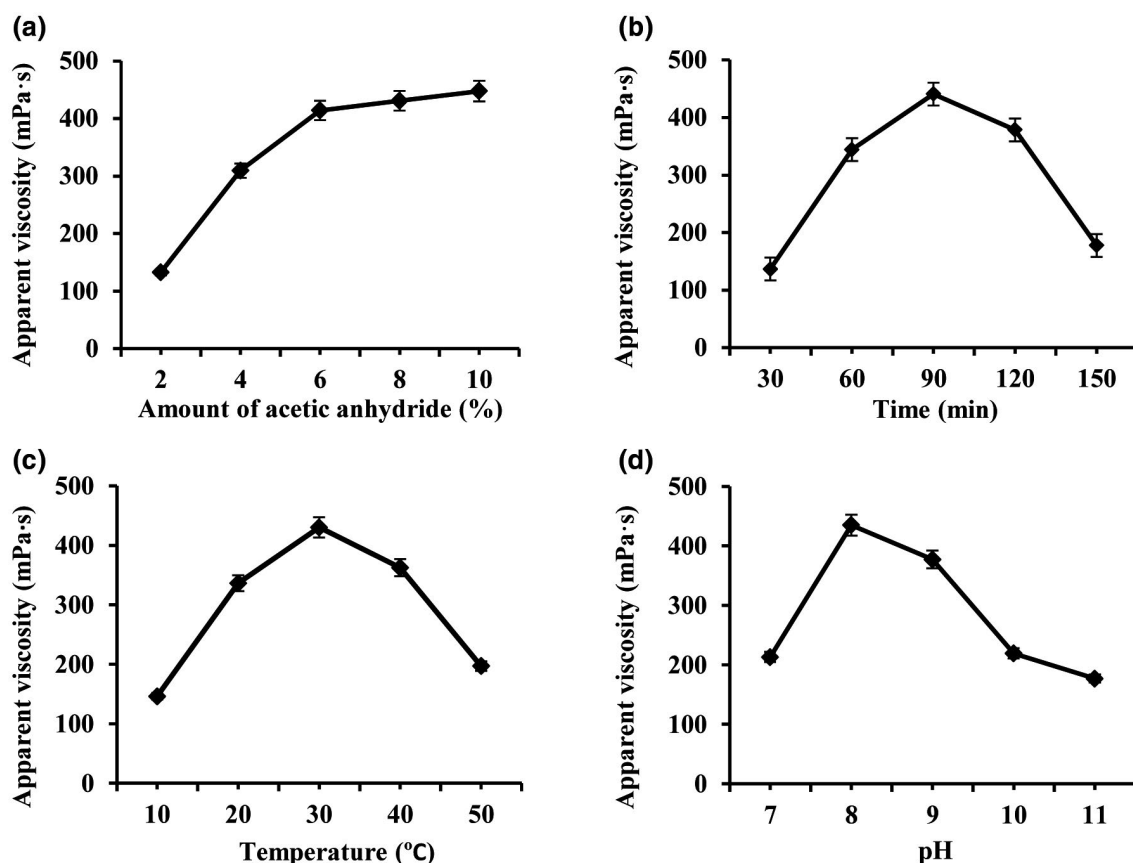 (a)
500
400
300
200
100
0
Apparent viscosity (mPa·s)
2 4 6 8 10
Amount of acetic anhydride (%)
(b)
500
400
300
200
100
0
Apparent viscosity (mPa·s)
30 60 90 120 150
Time (min)
(c)
500
400
300
200
100
0
Apparent viscosity (mPa·s)
10 20 30 40 50
Temperature (°C)
(d)
500
400
300
200
100
0
Apparent viscosity (mPa·s)
7 8 9 10 11
pH